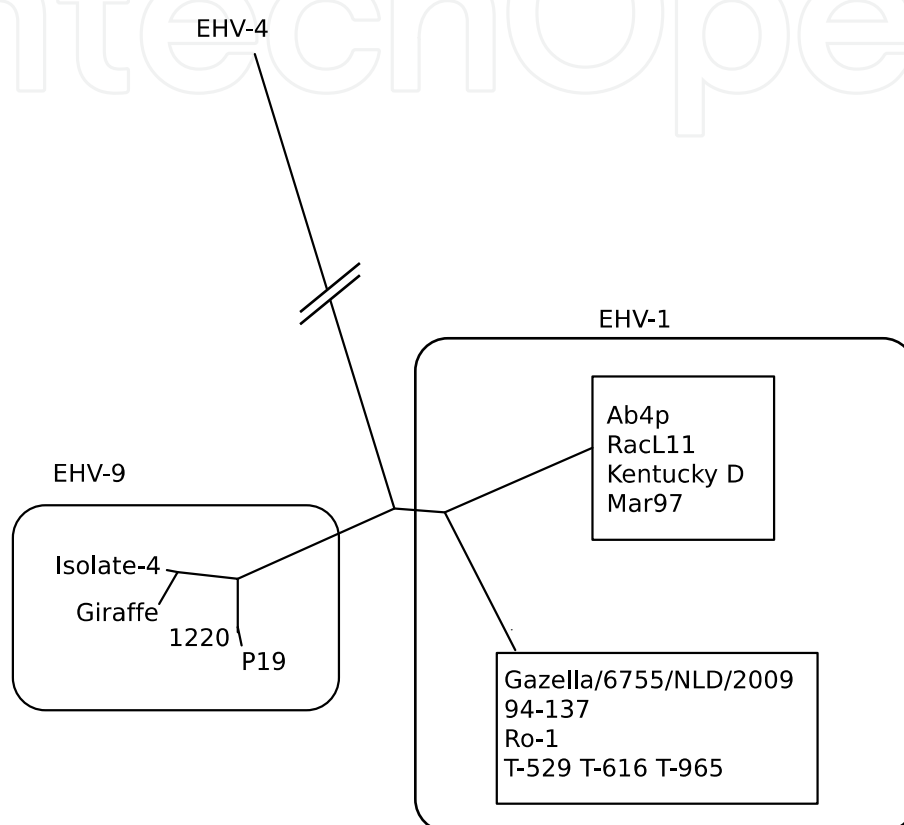 ntechOpe
EHV-4
EHV-1
Ab4p
RacL11
Kentucky D
Mar97
EHV-9
Isolate-4
Giraffe
1220
P19
Gazella/6755/NLD/2009
94-137
Ro-1
T-529 T-616 T-965